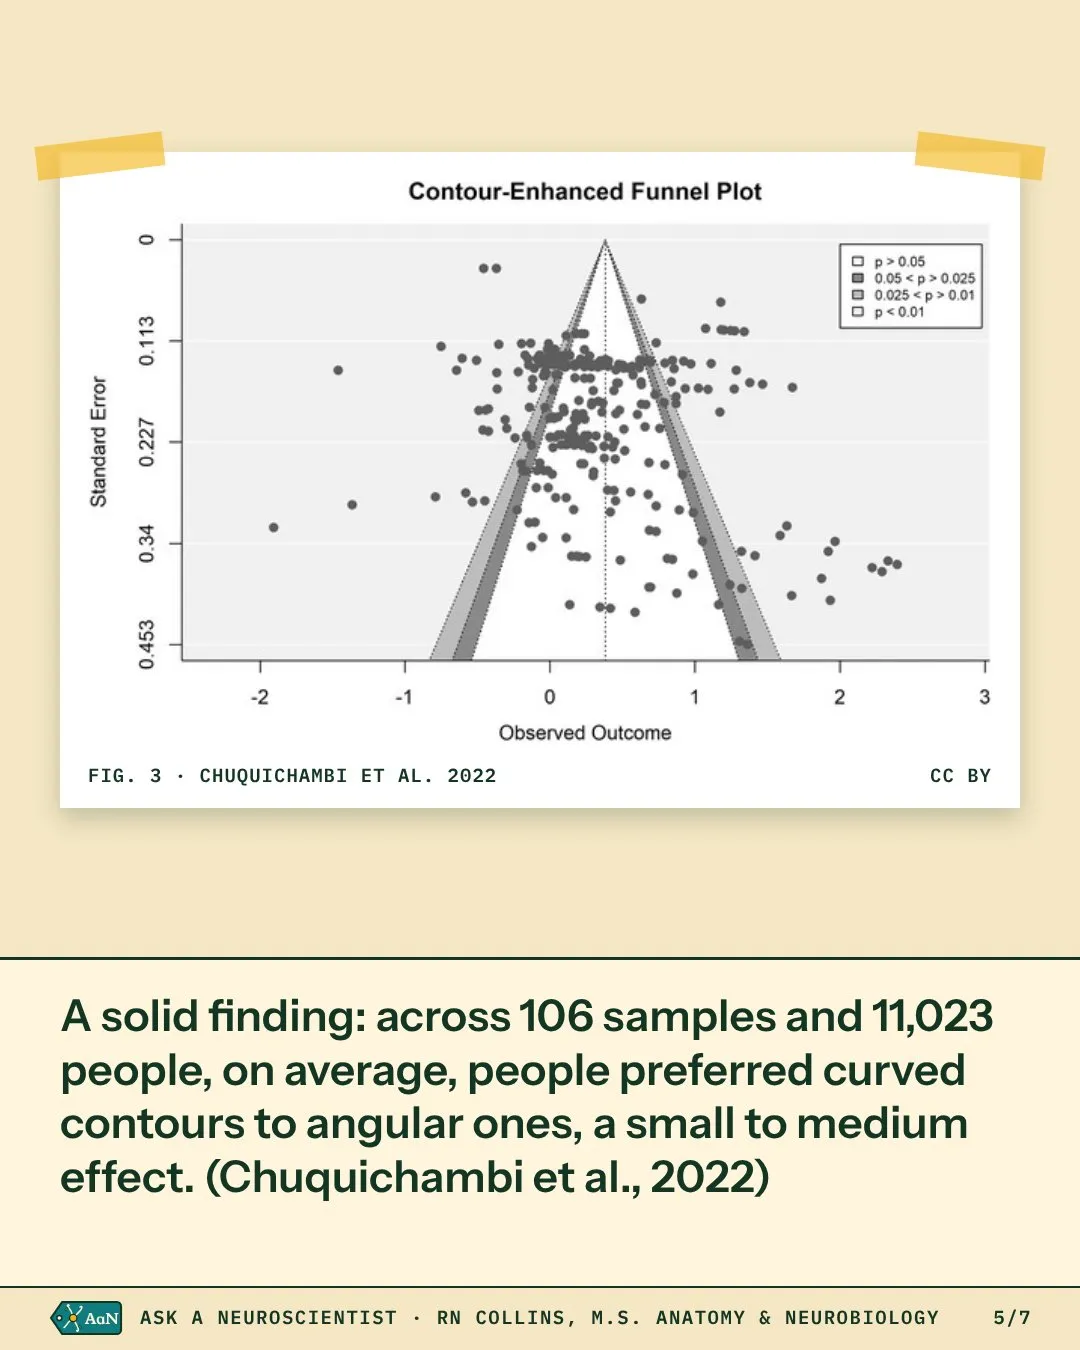 Contour-Enhanced Funnel Plot
p > 0.05
0.05 < p > 0.025
0.025 < p > 0.01
p < 0.01
Standard Error
0
0.113
0.227
0.34
0.453
-2
-1
0
1
2
3
Observed Outcome
FIG. 3 · CHUQUICHAMBI ET AL. 2022
CC BY
A solid finding: across 106 samples and 11,023
people, on average, people preferred curved
contours to angular ones, a small to medium
effect. (Chuquichambi et al., 2022)
AaN
ASK A NEUROSCIENTIST · RN COLLINS, M.S. ANATOMY & NEUROBIOLOGY
5/7